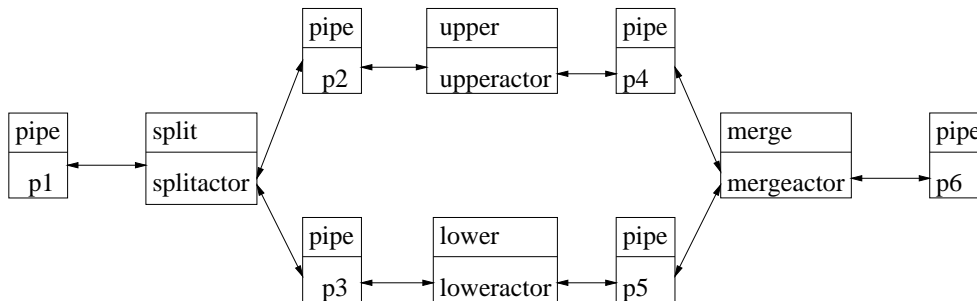 pipe
p2
upper
upperactor
pipe
p4
pipe
p1
split
splitactor
merge
mergeactor
pipe
p6
pipe
p3
lower
loweractor
pipe
p5